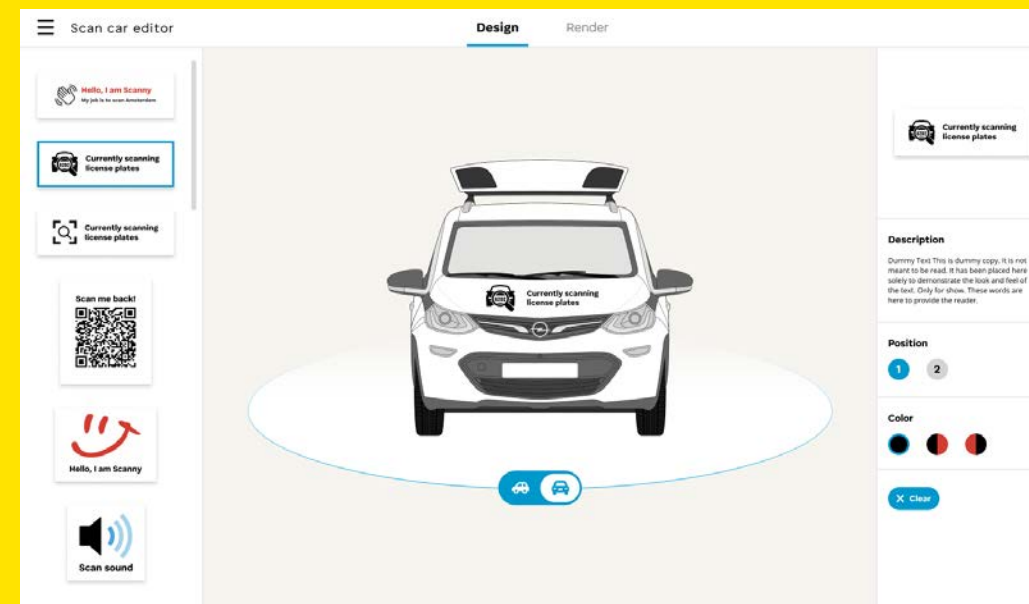 Scan car editor
Design
Render
Hello, I am Scanny
My job is to scan Amsterdam
Currently scanning
license plates
Currently scanning
license plates
Scan me back!
Hello, I am Scanny
Scan sound
Currently scanning
license plates
1
2
Currently scanning
license plates
Description
Dummy Text This is dummy copy. It is not
meant to be read. It has been placed here
solely to demonstrate the look and feel of
the text. Only for show. These words are
here to provide the reader.
Position
1
2
Color
X Clear